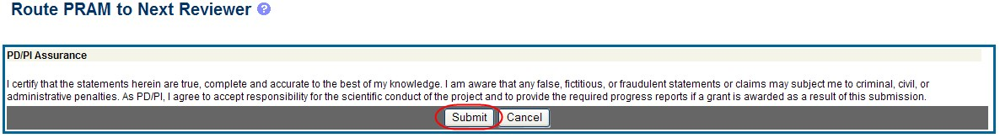 Route PRAM to Next Reviewer ?
PD/PI Assurance
I certify that the statements herein are true, complete and accurate to the best of my knowledge. I am aware that any false, fictitious, or fraudulent statements or claims may subject me to criminal, civil, or
administrative penalties. As PD/PI, I agree to accept responsibility for the scientific conduct of the project and to provide the required progress reports if a grant is awarded as a result of this submission.
Submit Cancel